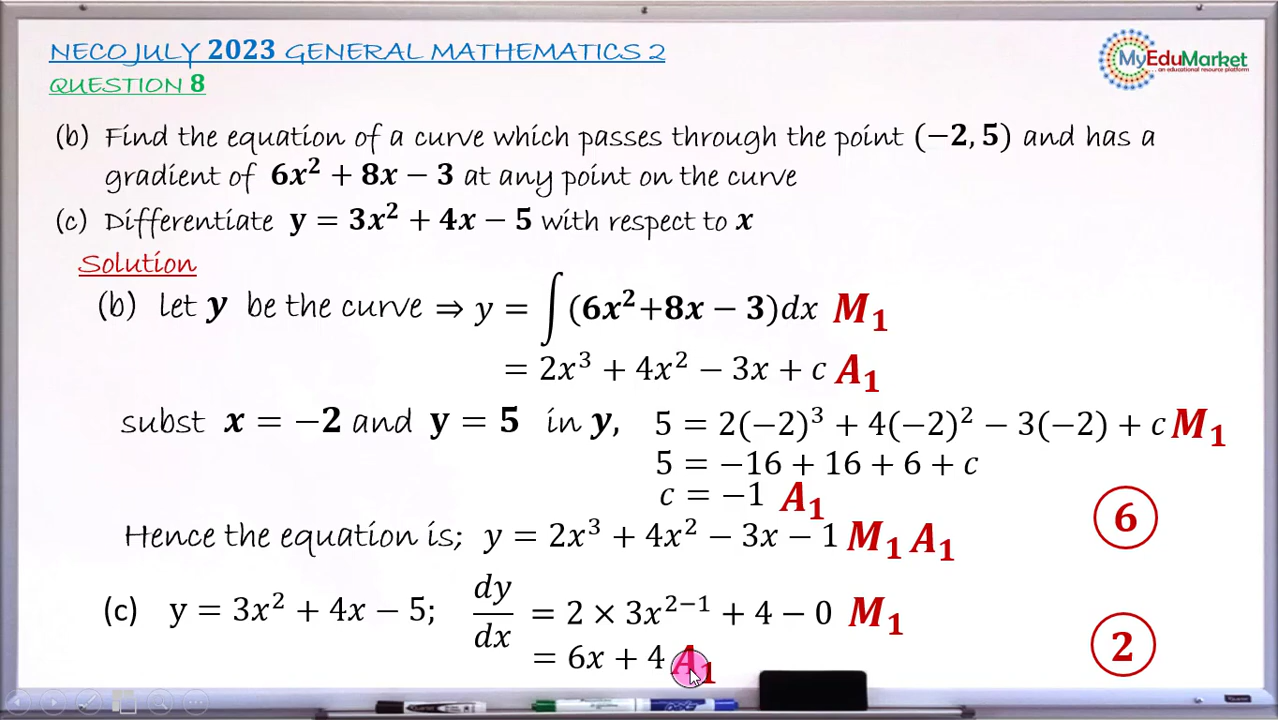 NECO JULY 2023 GENERAL MATHEMATICS 2
QUESTION 8
MyEduMarket
...an educational resource platform
(b) Find the equation of a curve which passes through the point (−2, 5) and has a
gradient of 6x² + 8x − 3 at any point on the curve
(c) Differentiate y = 3x² + 4x − 5 with respect to x
Solution
(b) let y be the curve ⇒ y = ∫(6x²+8x − 3)dx M₁
= 2x³ + 4x² − 3x + c A₁
subst x = −2 and y = 5 in y, 5 = 2(−2)³ + 4(−2)² − 3(−2) + c M₁
5 = −16 + 16 + 6 + c
c = −1 A₁
6
Hence the equation is; y = 2x³ + 4x² − 3x − 1 M₁ A₁
(c) y = 3x² + 4x − 5; dy/dx = 2 × 3x²⁻¹ + 4 − 0 M₁
= 6x + 4 A₁
2